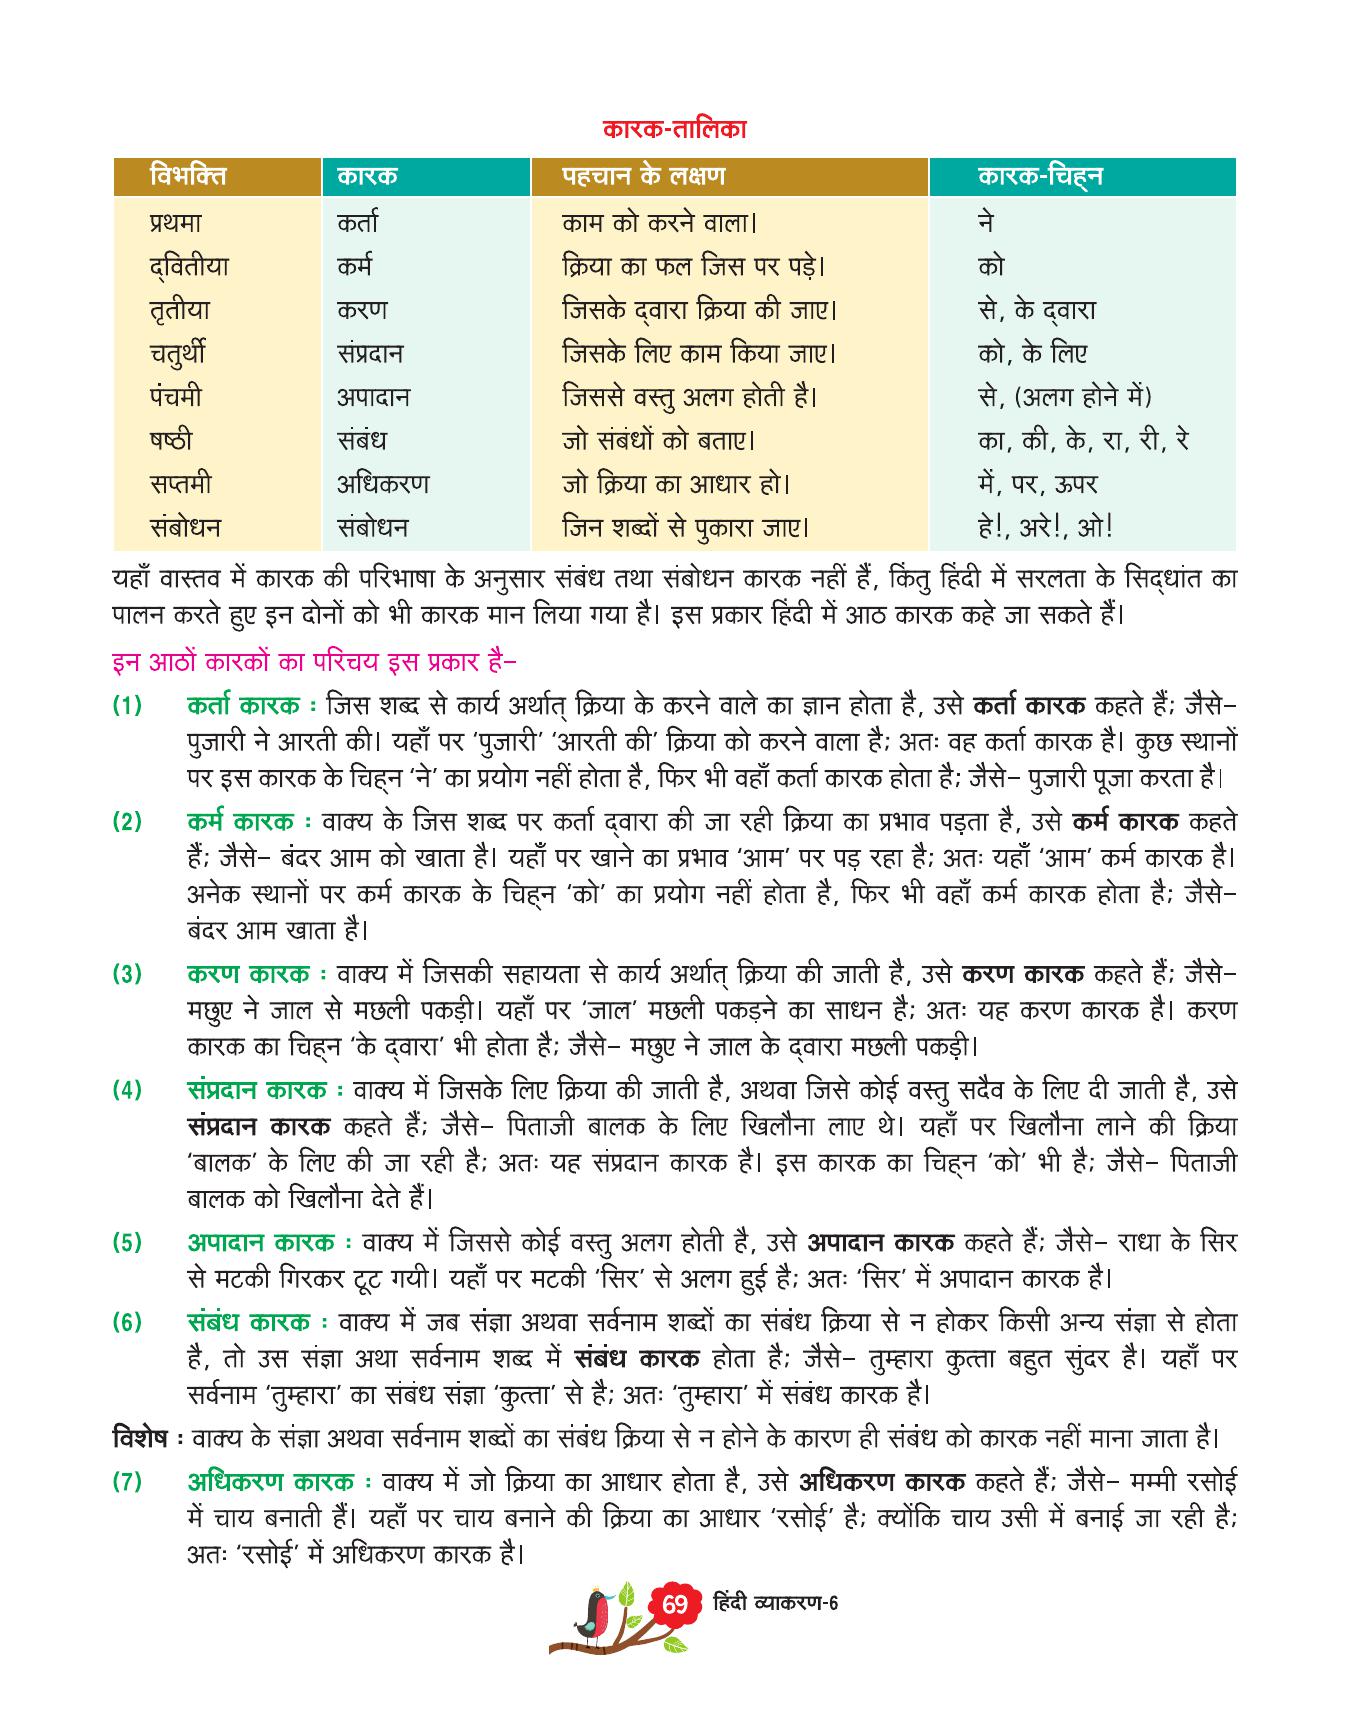 कारक-तालिका
विभक्ति कारक पहचान के लक्षण कारक-चिह्‌न
प्रथमा कर्ता काम को करने वाला। ने
द्‌वितीया कर्म क्रिया का फल जिस पर पड़े। को
तृतीया करण जिसके द्‌वारा क्रिया की जाए। से, के द्‌वारा
चतुर्थी संप्रदान जिसके लिए काम किया जाए। को, के लिए
पंचमी अपादान जिससे वस्तु अलग होती है। से, (अलग होने में)
षष्ठी संबंध जो संबंधों को बताए। का, की, के, रा, री, रे
सप्तमी अधिकरण जो क्रिया का आधार हो। में, पर, ऊपर
संबोधन संबोधन जिन शब्दों से पुकारा जाए। हे!, अरे!, ओ!
यहाँ वास्तव में कारक की परिभाषा के अनुसार संबंध तथा संबोधन कारक नहीं हैं, किंतु हिंदी में सरलता के सिद्‌धांत का
पालन करते हुए इन दोनों को भी कारक मान लिया गया है। इस प्रकार हिंदी में आठ कारक कहे जा सकते हैं।
इन आठों कारकों का परिचय इस प्रकार है–
(1) कर्ता कारक : जिस शब्द से कार्य अर्थात् क्रिया के करने वाले का ज्ञान होता है, उसे कर्ता कारक कहते हैं; जैसे–
पुजारी ने आरती की। यहाँ पर ‘पुजारी’ ‘आरती की’ क्रिया को करने वाला है; अतः वह कर्ता कारक है। कुछ स्थानों
पर इस कारक के चिह्‌न ‘ने’ का प्रयोग नहीं होता है, फिर भी वहाँ कर्ता कारक होता है; जैसे– पुजारी पूजा करता है।
(2) कर्म कारक : वाक्य के जिस शब्द पर कर्ता द्‌वारा की जा रही क्रिया का प्रभाव पड़ता है, उसे कर्म कारक कहते
हैं; जैसे– बंदर आम को खाता है। यहाँ पर खाने का प्रभाव ‘आम’ पर पड़ रहा है; अतः यहाँ ‘आम’ कर्म कारक है।
अनेक स्थानों पर कर्म कारक के चिह्‌न ‘को’ का प्रयोग नहीं होता है, फिर भी वहाँ कर्म कारक होता है; जैसे–
बंदर आम खाता है।
(3) करण कारक : वाक्य में जिसकी सहायता से कार्य अर्थात् क्रिया की जाती है, उसे करण कारक कहते हैं; जैसे–
मछुए ने जाल से मछली पकड़ी। यहाँ पर ‘जाल’ मछली पकड़ने का साधन है; अतः यह करण कारक है। करण
कारक का चिह्‌न ‘के द्‌वारा’ भी होता है; जैसे– मछुए ने जाल के द्‌वारा मछली पकड़ी।
(4) संप्रदान कारक : वाक्य में जिसके लिए क्रिया की जाती है, अथवा जिसे कोई वस्तु सदैव के लिए दी जाती है, उसे
संप्रदान कारक कहते हैं; जैसे– पिताजी बालक के लिए खिलौना लाए थे। यहाँ पर खिलौना लाने की क्रिया
‘बालक’ के लिए की जा रही है; अतः यह संप्रदान कारक है। इस कारक का चिह्‌न ‘को’ भी है; जैसे– पिताजी
बालक को खिलौना देते हैं।
(5) अपादान कारक : वाक्य में जिससे कोई वस्तु अलग होती है, उसे अपादान कारक कहते हैं; जैसे– राधा के सिर
से मटकी गिरकर टूट गयी। यहाँ पर मटकी ‘सिर’ से अलग हुई है; अतः ‘सिर’ में अपादान कारक है।
(6) संबंध कारक : वाक्य में जब संज्ञा अथवा सर्वनाम शब्दों का संबंध क्रिया से न होकर किसी अन्य संज्ञा से होता
है, तो उस संज्ञा अथा सर्वनाम शब्द में संबंध कारक होता है; जैसे– तुम्हारा कुत्ता बहुत सुंदर है। यहाँ पर
सर्वनाम ‘तुम्हारा’ का संबंध संज्ञा ‘कुत्ता’ से है; अतः ‘तुम्हारा’ में संबंध कारक है।
विशेष : वाक्य के संज्ञा अथवा सर्वनाम शब्दों का संबंध क्रिया से न होने के कारण ही संबंध को कारक नहीं माना जाता है।
(7) अधिकरण कारक : वाक्य में जो क्रिया का आधार होता है, उसे अधिकरण कारक कहते हैं; जैसे– मम्मी रसोई
में चाय बनाती हैं। यहाँ पर चाय बनाने की क्रिया का आधार ‘रसोई’ है; क्योंकि चाय उसी में बनाई जा रही है;
अतः ‘रसोई’ में अधिकरण कारक है।
69 हिंदी व्याकरण-6